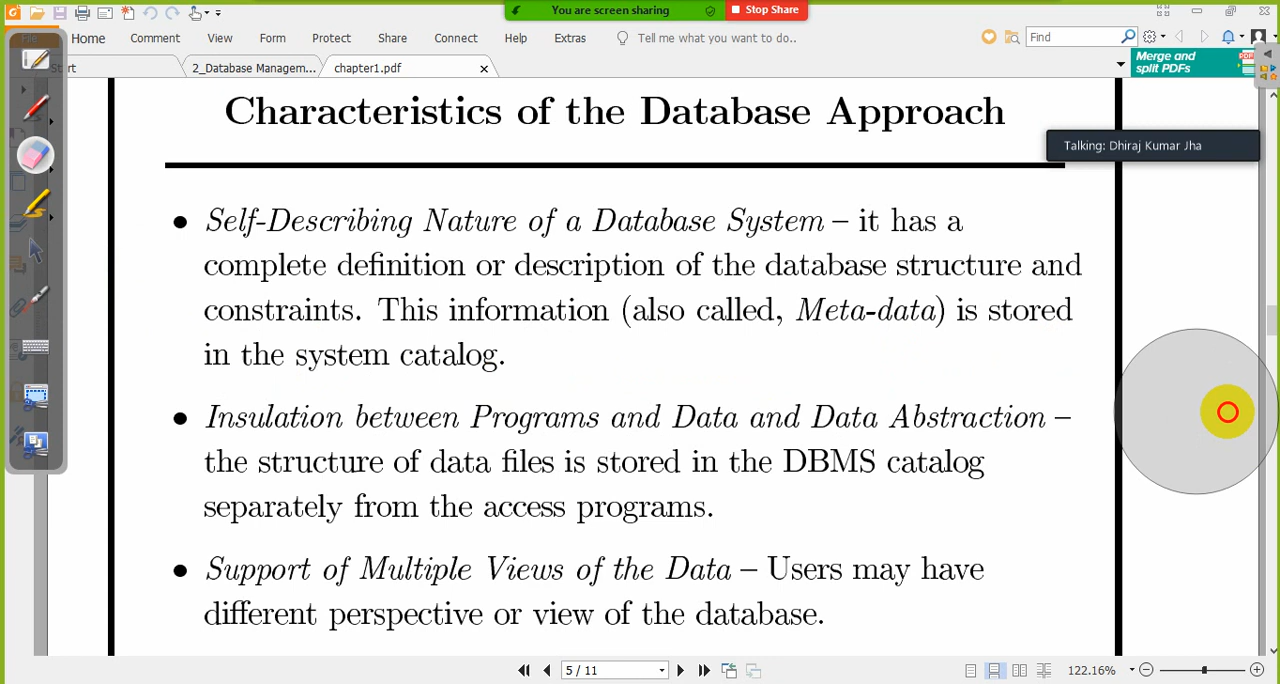 You are screen sharing
Stop Share
File
Home
Comment
View
Form
Protect
Share
Connect
Help
Extras
Tell me what you want to do..
Find
2_Database Managem...
chapter1.pdf
Merge and
split PDFs
Characteristics of the Database Approach
Talking: Dhiraj Kumar Jha
• Self-Describing Nature of a Database System – it has a
complete definition or description of the database structure and
constraints. This information (also called, Meta-data) is stored
in the system catalog.
• Insulation between Programs and Data and Data Abstraction –
the structure of data files is stored in the DBMS catalog
separately from the access programs.
• Support of Multiple Views of the Data – Users may have
different perspective or view of the database.
5 / 11
122.16%